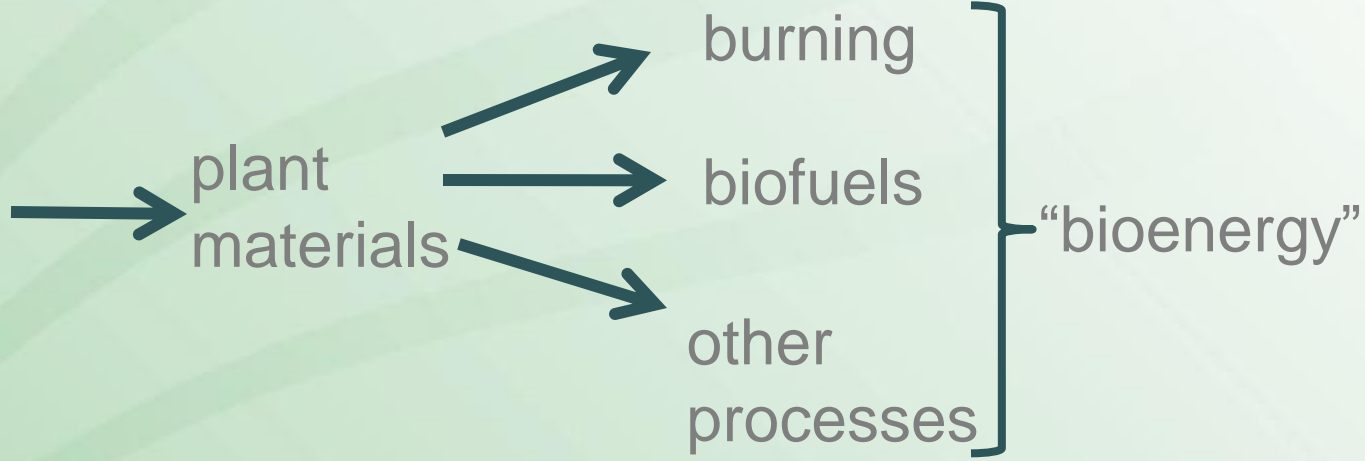 burning
plant
materials
biofuels
“bioenergy”
other
processes